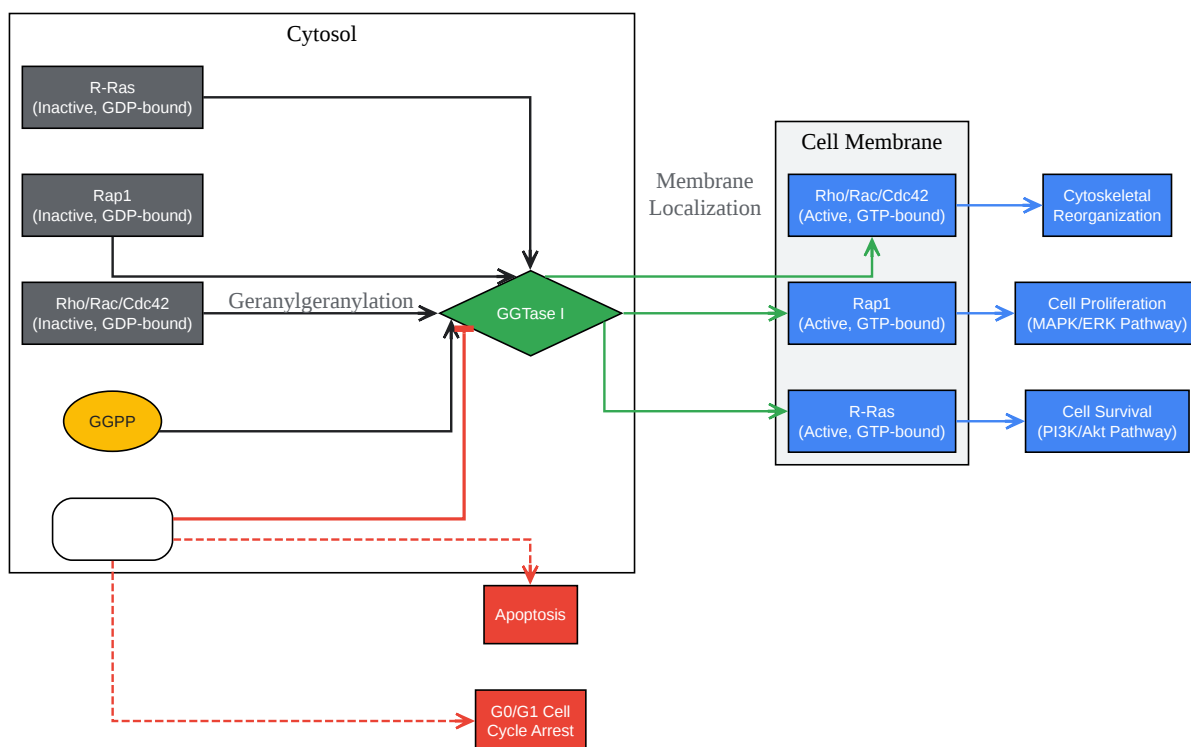 Cytosol
R-Ras
(Inactive, GDP-bound)
Rap1
(Inactive, GDP-bound)
Rho/Rac/Cdc42
(Inactive, GDP-bound)
Geranylgeranylation
GGTase I
GGPP
Membrane
Localization
Cell Membrane
Rho/Rac/Cdc42
(Active, GTP-bound)
Rap1
(Active, GTP-bound)
R-Ras
(Active, GTP-bound)
Cytoskeletal
Reorganization
Cell Proliferation
(MAPK/ERK Pathway)
Cell Survival
(PI3K/Akt Pathway)
Apoptosis
G0/G1 Cell
Cycle Arrest